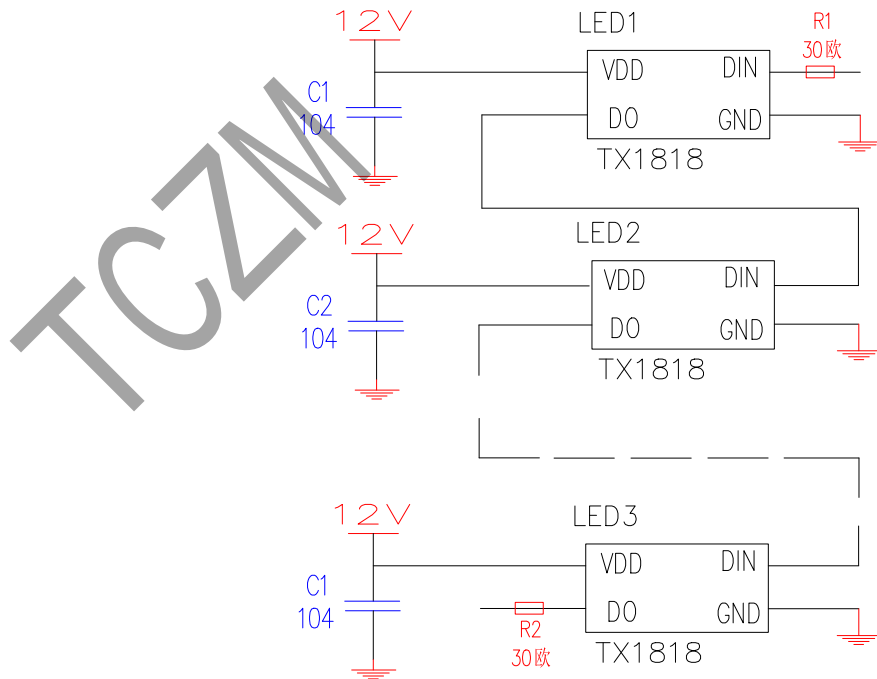 12V
LED1
R1
30欧
VDD
DIN
C1
104
DO
GND
TX1818
TCZM
12V
LED2
VDD
DIN
C2
104
DO
GND
TX1818
12V
LED3
VDD
DIN
C1
104
DO
GND
R2
30欧
TX1818